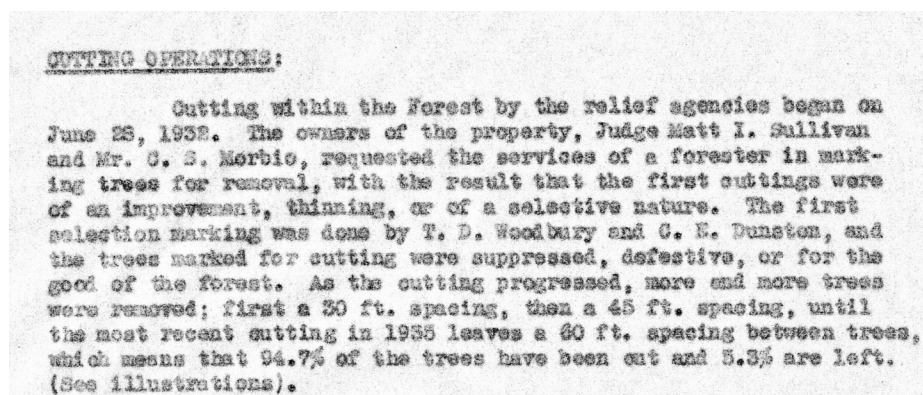 CUTTING OPERATIONS:
Cutting within the Forest by the relief agencies began on
June 28, 1932. The owners of the property, Judge Matt I. Sullivan
and Mr. C. S. Morbio, requested the services of a forester in mark-
ing trees for removal, with the result that the first cuttings were
of an improvement, thinning, or of a selective nature. The first
selection marking was done by T. D. Woodbury and C. E. Dunston, and
the trees marked for cutting were suppressed, defective, or for the
good of the forest. As the cutting progressed, more and more trees
were removed; first a 30 ft. spacing, then a 45 ft. spacing, until
the most recent cutting in 1935 leaves a 60 ft. spacing between trees,
which means that 94.7% of the trees have been cut and 5.3% are left.
(See illustrations).